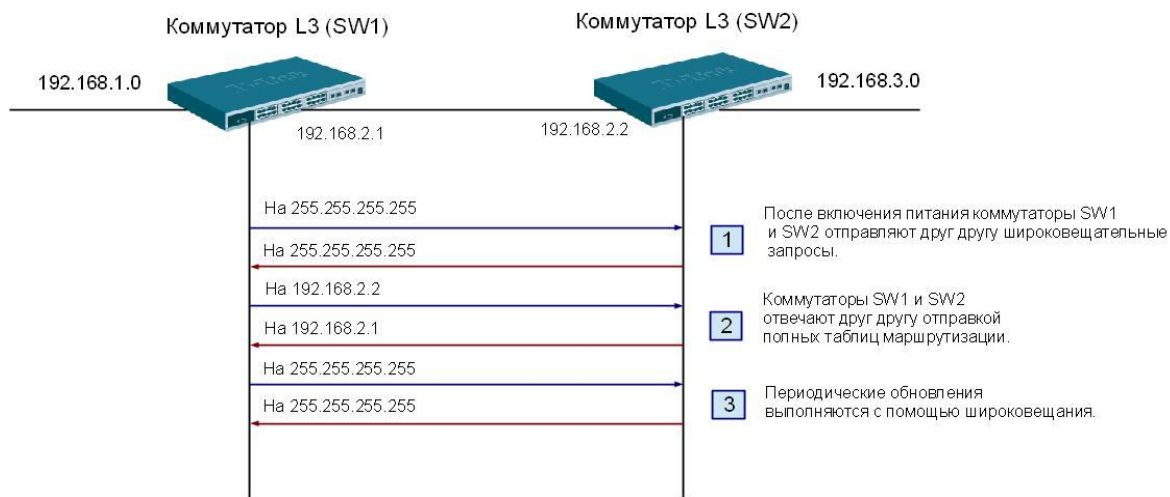 Коммутатор L3 (SW1)
Коммутатор L3 (SW2)
192.168.1.0
192.168.3.0
192.168.2.1
192.168.2.2
На 255.255.255.255
На 255.255.255.255
На 192.168.2.2
На 192.168.2.1
На 255.255.255.255
На 255.255.255.255
1
После включения питания коммутаторы SW1
и SW2 отправляют друг другу широковещательные
запросы.
2
Коммутаторы SW1 и SW2
отвечают друг другу отправкой
полных таблиц маршрутизации.
3
Периодические обновления
выполняются с помощью широковещания.